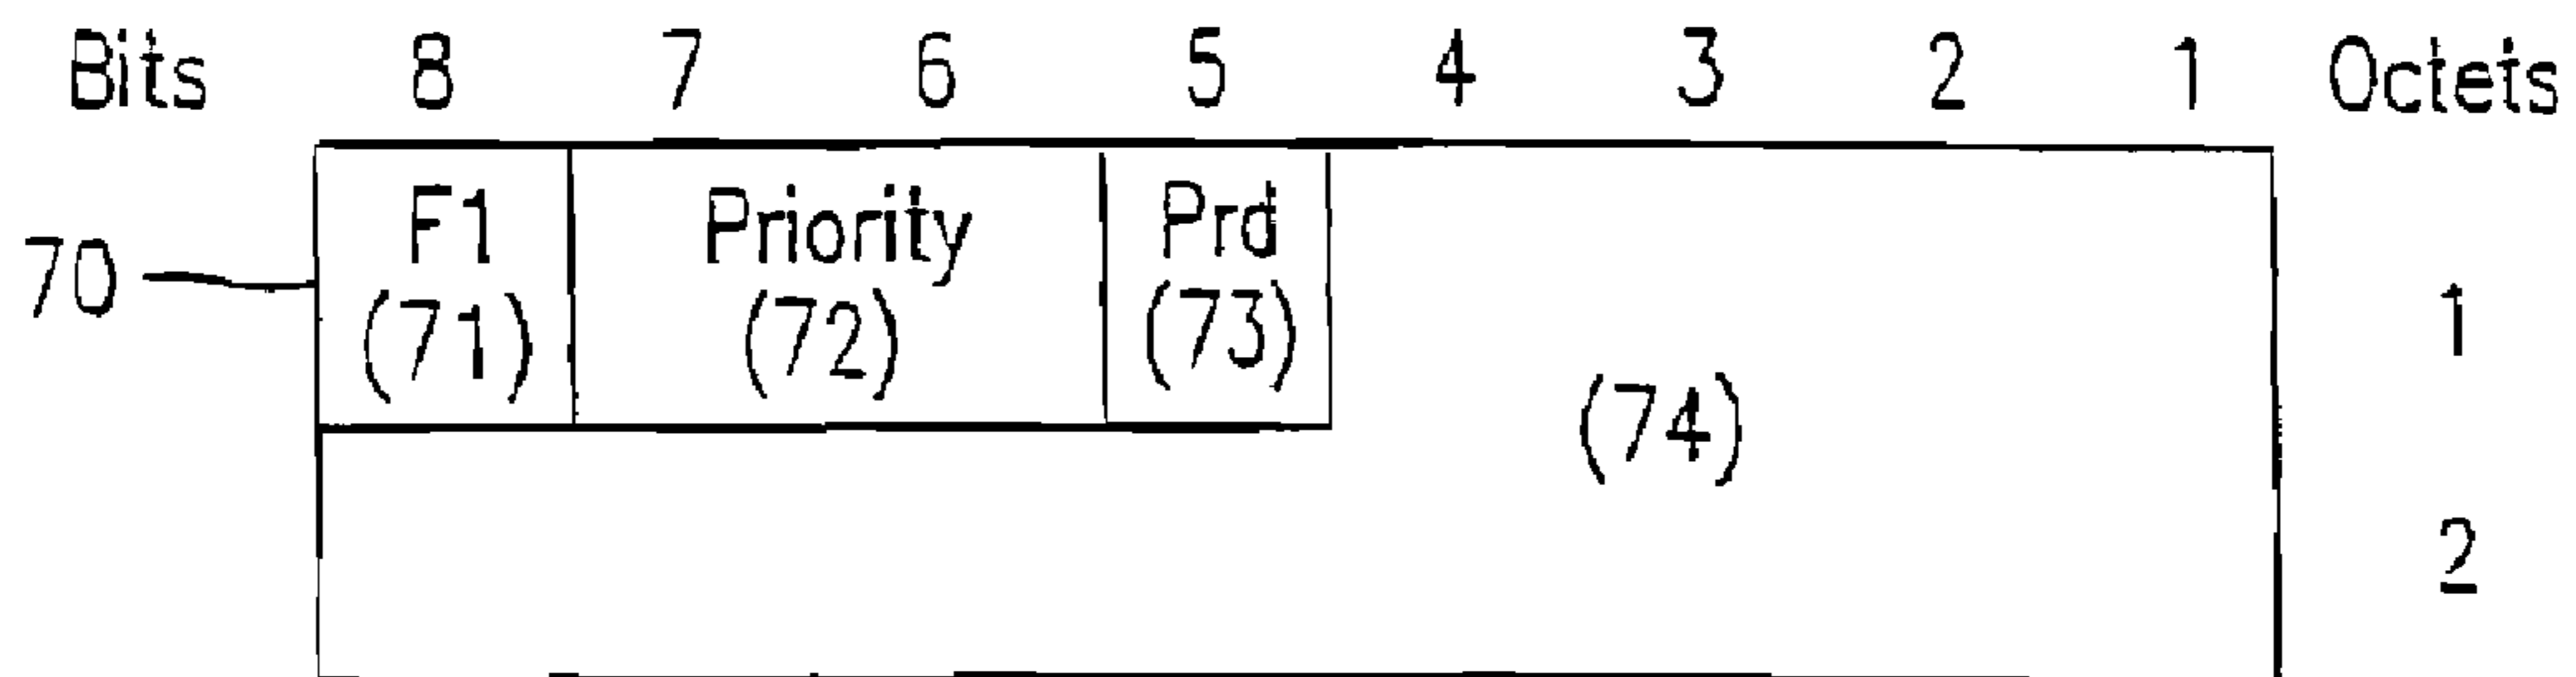 Bits 8 7 6 5 4 3 2 1 Octets
F1 Priority Prd
70 (71) (72) (73) 1
(74)
2